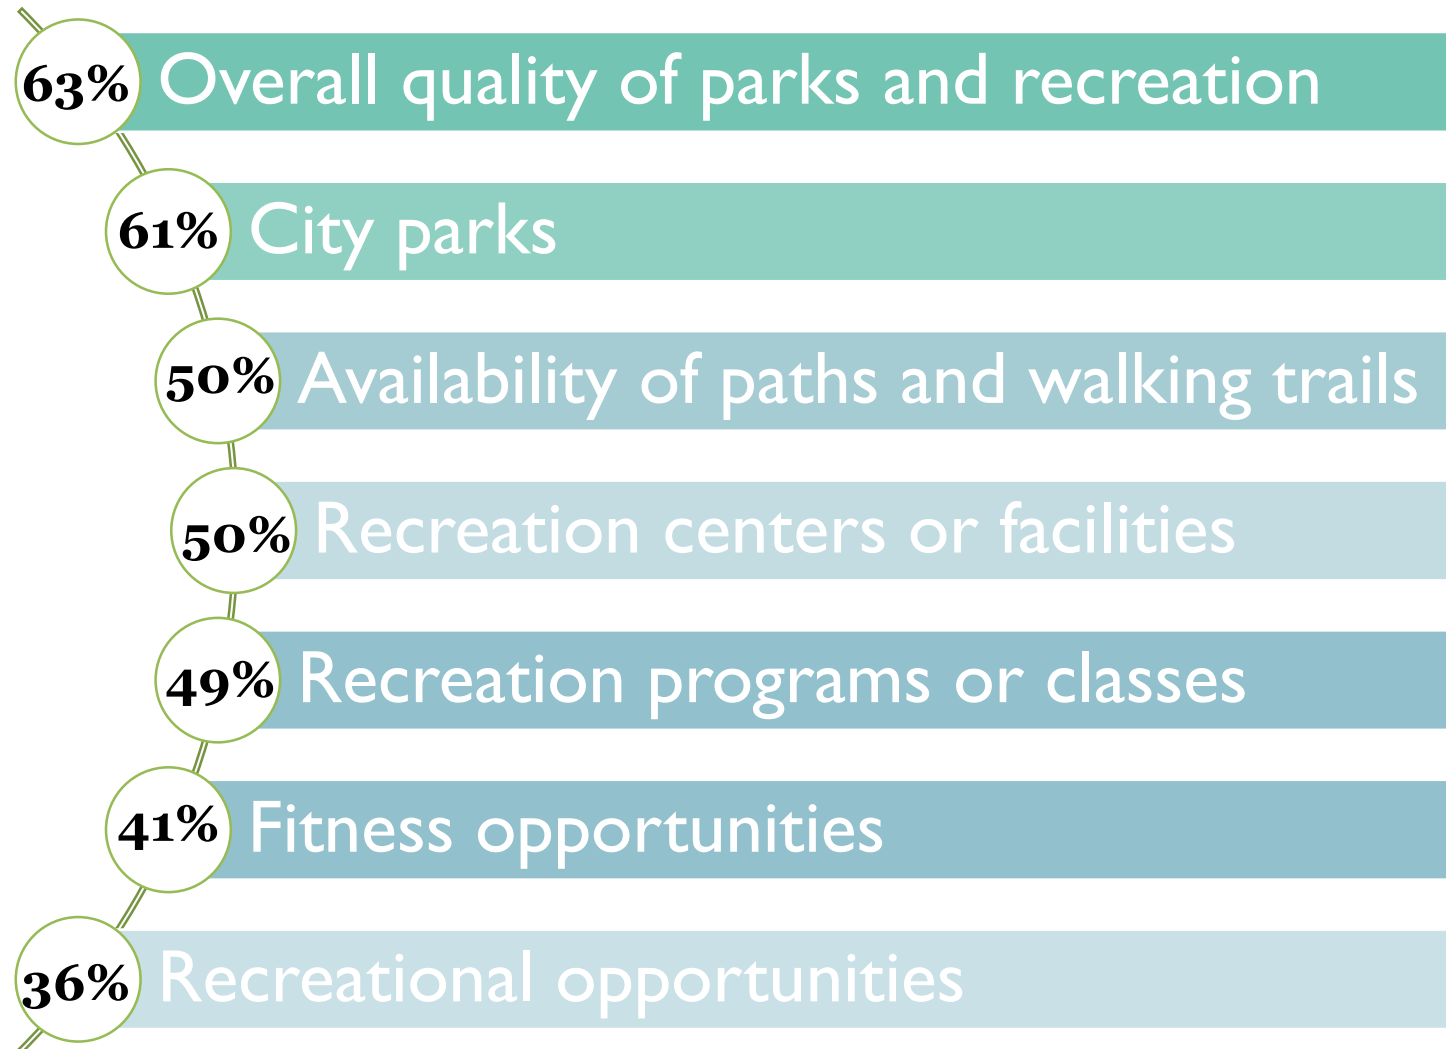 63% Overall quality of parks and recreation
61% City parks
50% Availability of paths and walking trails
50% Recreation centers or facilities
49% Recreation programs or classes
41% Fitness opportunities
36% Recreational opportunities